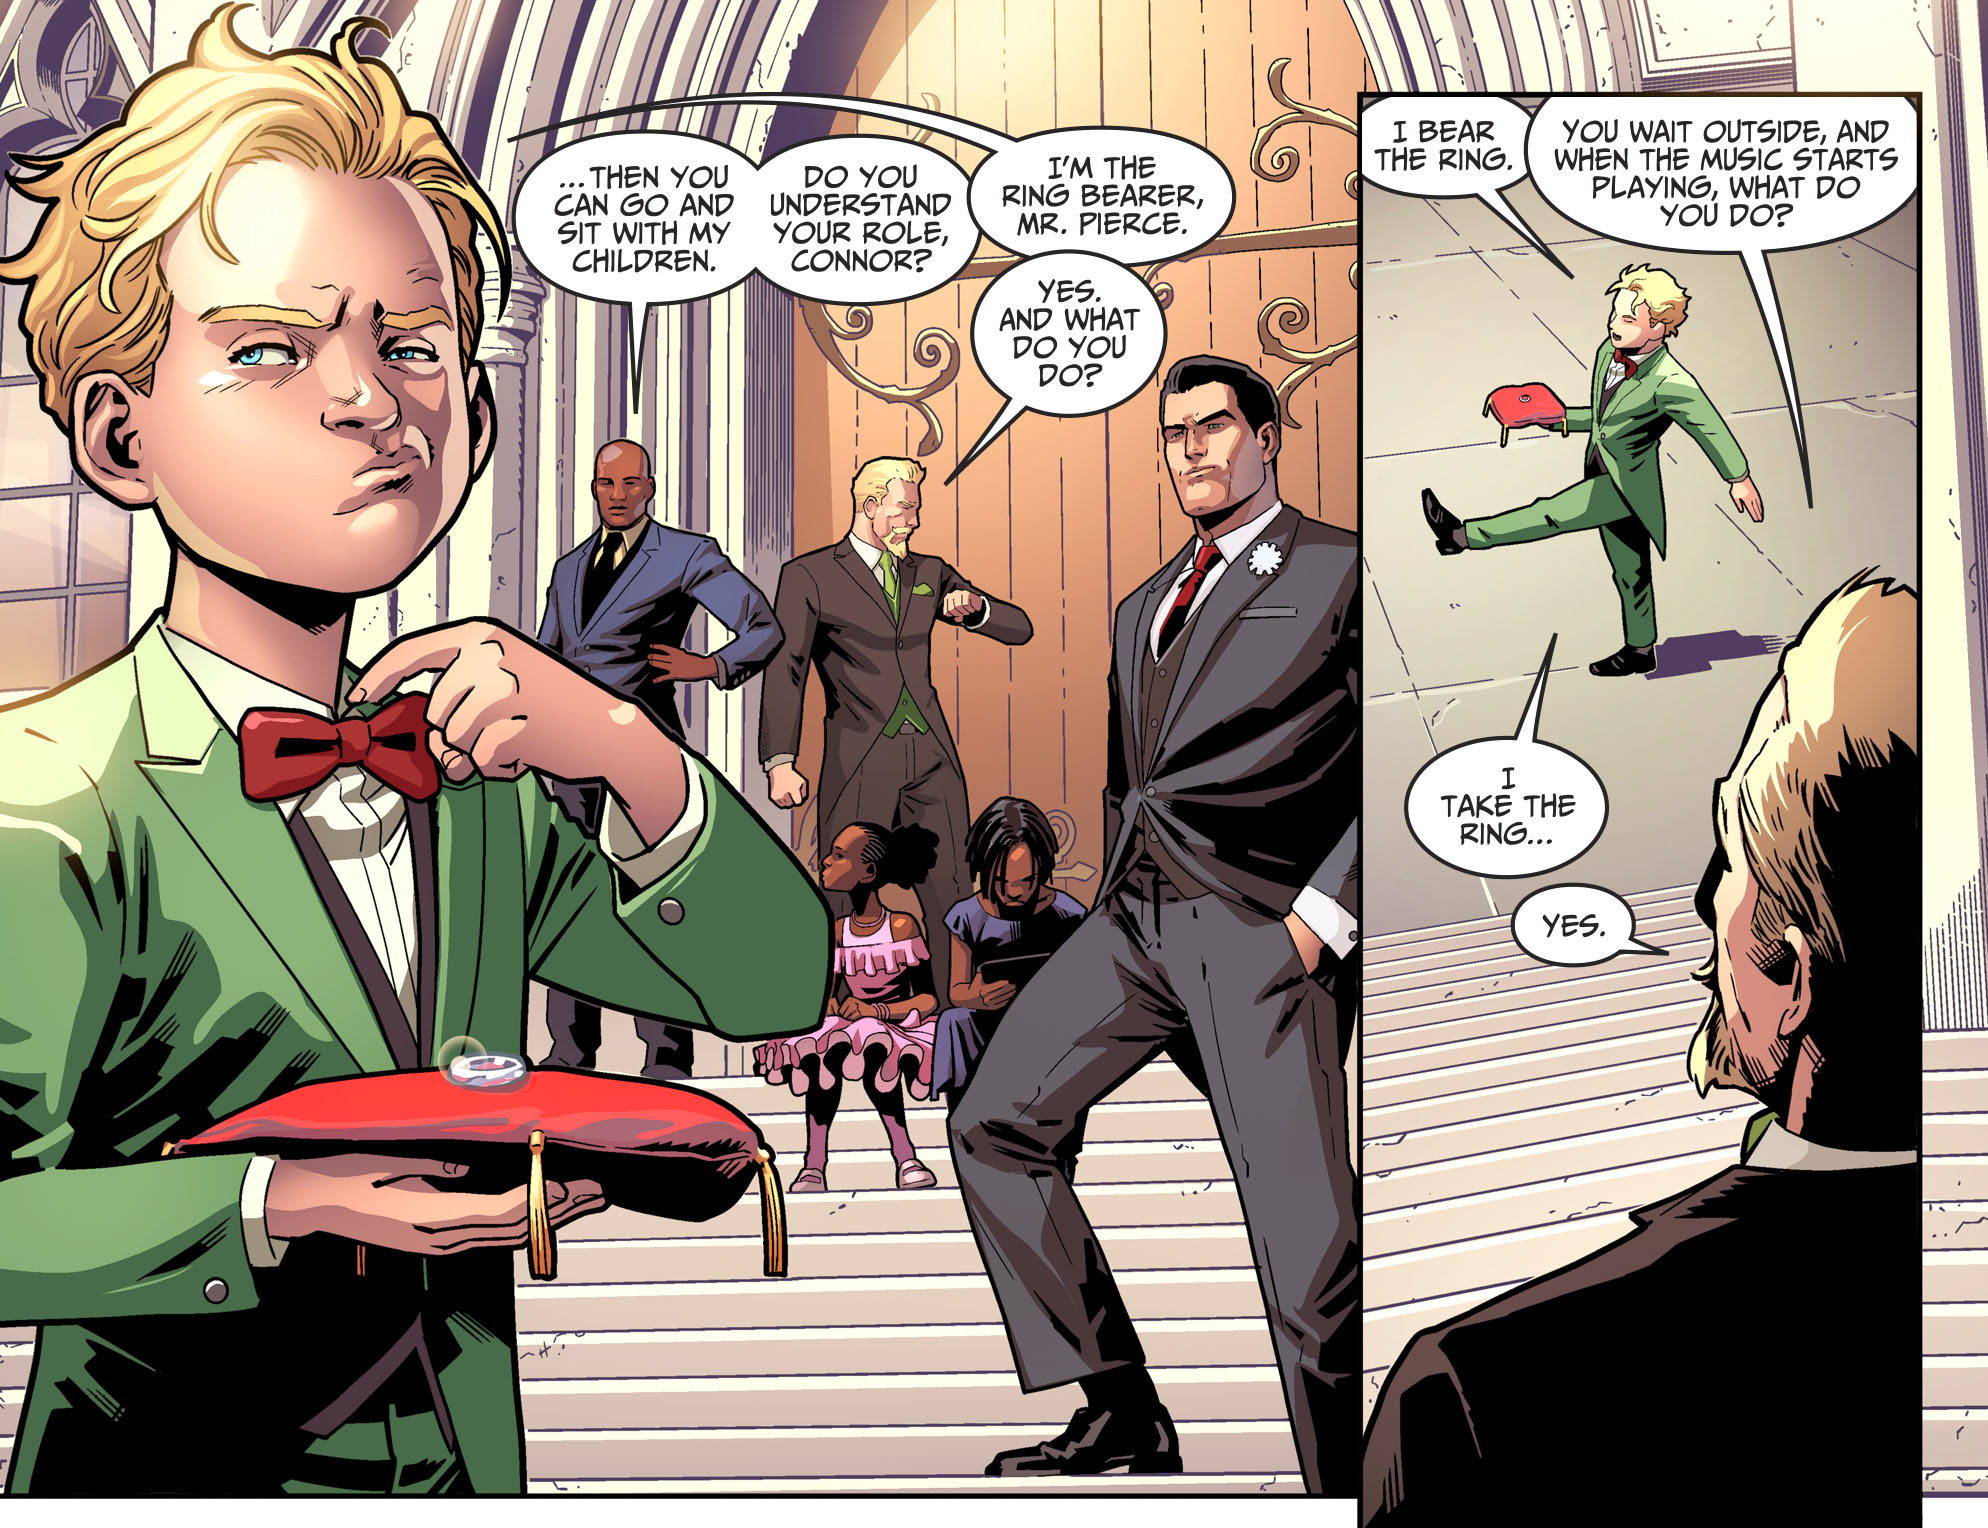 ...THEN YOU
CAN GO AND
SIT WITH MY
CHILDREN.
DO YOU
UNDERSTAND
YOUR ROLE,
CONNOR?
I'M THE
RING BEARER,
MR. PIERCE.
YES.
AND WHAT
DO YOU
DO?
I BEAR
THE RING.
YOU WAIT OUTSIDE, AND
WHEN THE MUSIC STARTS
PLAYING, WHAT DO
YOU DO?
I
TAKE THE
RING...
YES.